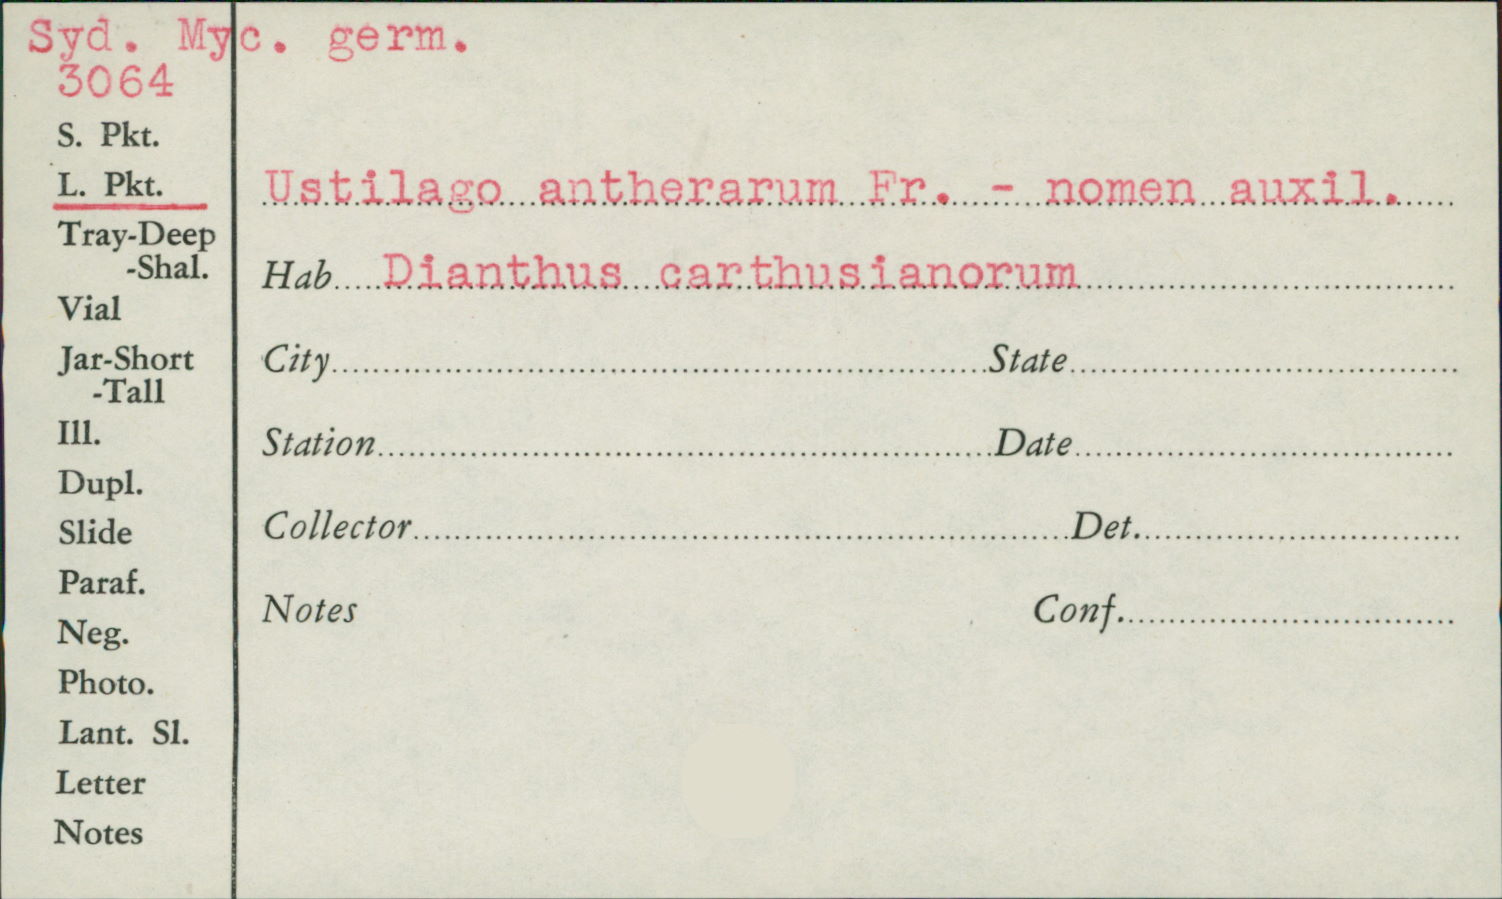 Syd. Myc. germ.
3064
S. Pkt.
L. Pkt.
Tray-Deep
-Shal.
Vial
Jar-Short
-Tall
Ill.
Dupl.
Slide
Paraf.
Neg.
Photo.
Lant. Sl.
Letter
Notes
Ustilago antherarum Fr. - nomen auxil.
Hab. Dianthus carthusianorum
City State
Station Date
Collector Det.
Notes Conf.